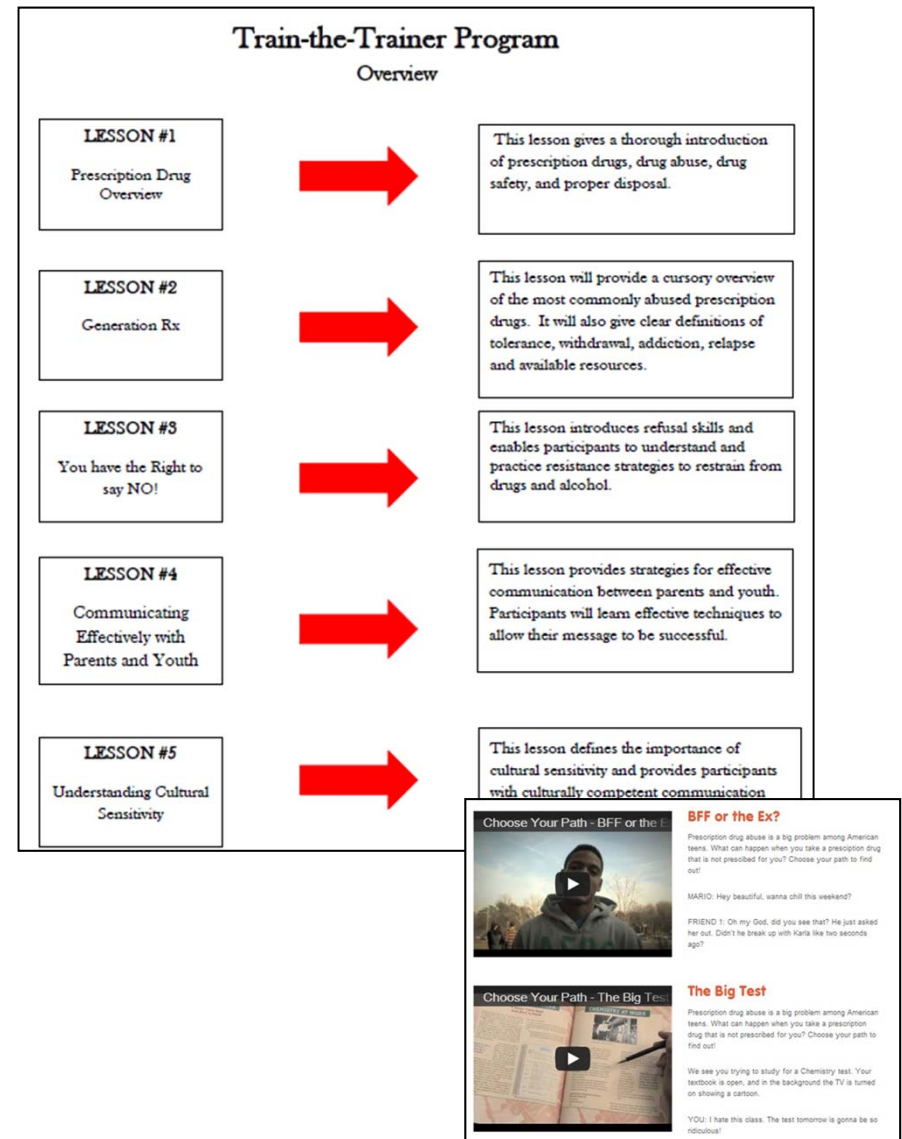 Train-the-Trainer Program
Overview
LESSON #1
Prescription Drug
Overview
This lesson gives a thorough introduction
of prescription drugs, drug abuse, drug
safety, and proper disposal.
LESSON #2
Generation Rx
This lesson will provide a cursory overview
of the most commonly abused prescription
drugs. It will also give clear definitions of
tolerance, withdrawal, addiction, relapse
and available resources.
LESSON #3
You have the Right to
say NO!
This lesson introduces refusal skills and
enables participants to understand and
practice resistance strategies to restrain from
drugs and alcohol.
LESSON #4
Communicating
Effectively with
Parents and Youth
This lesson provides strategies for effective
communication between parents and youth.
Participants will learn effective techniques to
allow their message to be successful.
LESSON #5
Understanding Cultural
Sensitivity
This lesson defines the importance of
cultural sensitivity and provides participants
with culturally competent communication
Choose Your Path - BFF or the E
BFF or the Ex?
Prescription drug abuse is a big problem among American
teens. What can happen when you take a presciption drug
that is not prescibed for you? Choose your path to find
out!
MARIO: Hey beautiful, wanna chill this weekend?
FRIEND 1: Oh my God, did you see that? He just asked
her out. Didn't he break up with Karla like two seconds
ago?
Choose Your Path - The Big Test
CHEMISTRY AT WORK
The Big Test
Prescription drug abuse is a big problem among American
teens. What can happen when you take a prescription
drug that is not prescribed for you? Choose your path to
find out!
We see you trying to study for a Chemistry test. Your
textbook is open, and in the background the TV is turned
on showing a cartoon.
YOU: I hate this class. The test tomorrow is gonna be so
ridiculous!